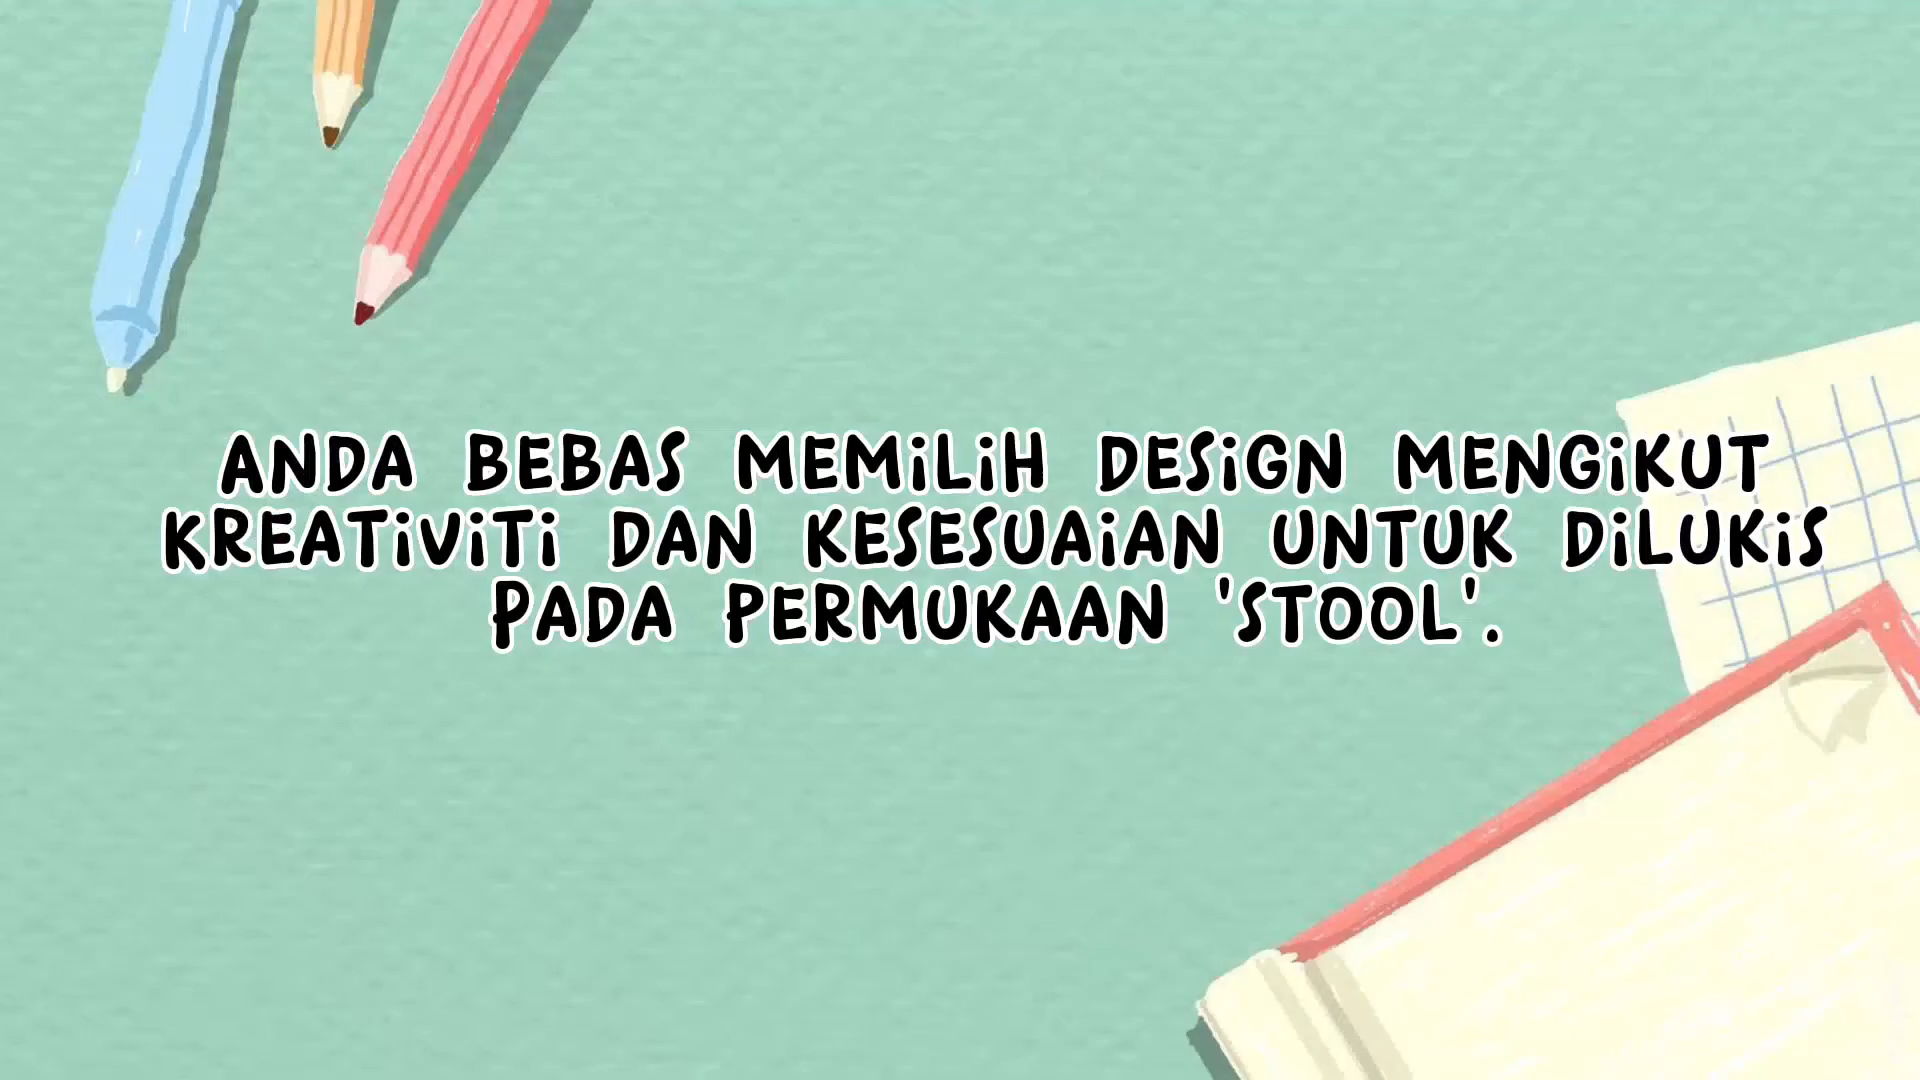 ANDA BEBAS MEMILIH DESIGN MENGIKUT
KREATIVITI DAN KESESUAIAN UNTUK DILUKIS
PADA PERMUKAAN 'STOOL'.